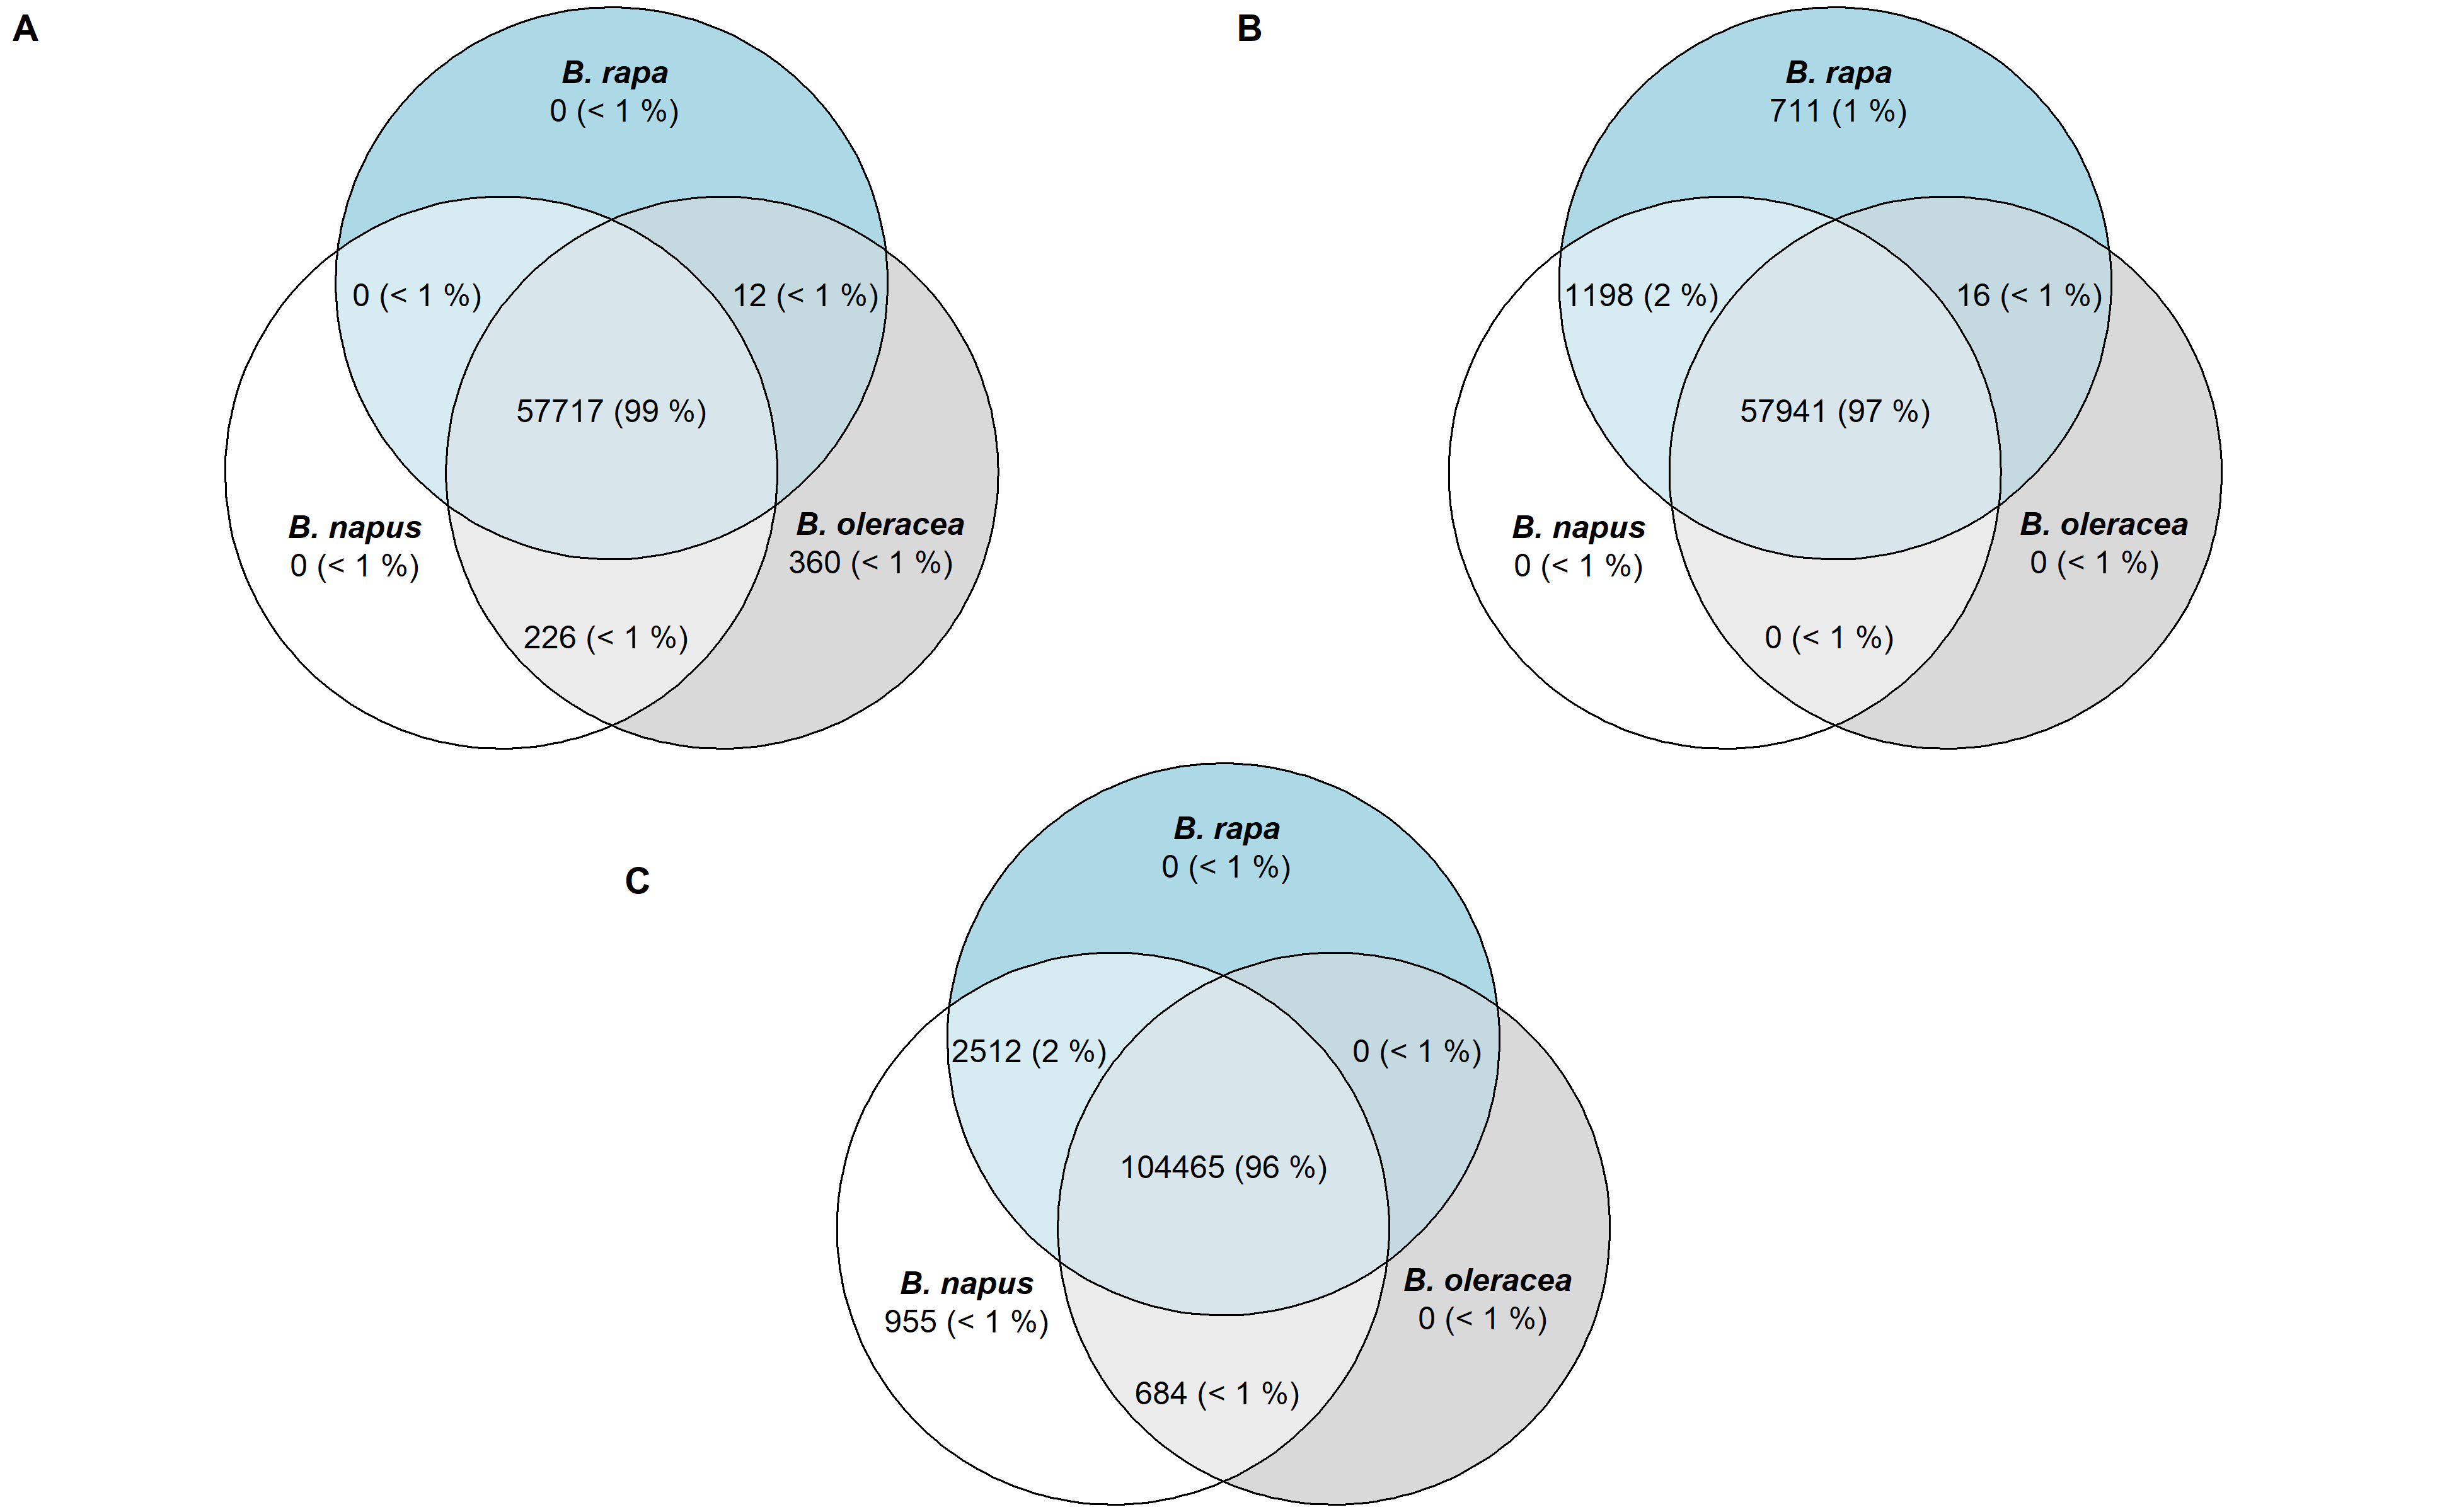 A
B. rapa
0 (< 1 %)
0 (< 1 %)
12 (< 1 %)
57717 (99 %)
B. napus
0 (< 1 %)
B. oleracea
360 (< 1 %)
226 (< 1 %)
B
B. rapa
711 (1 %)
1198 (2 %)
16 (< 1 %)
57941 (97 %)
B. napus
0 (< 1 %)
B. oleracea
0 (< 1 %)
0 (< 1 %)
C
B. rapa
0 (< 1 %)
2512 (2 %)
0 (< 1 %)
104465 (96 %)
B. napus
955 (< 1 %)
B. oleracea
0 (< 1 %)
684 (< 1 %)